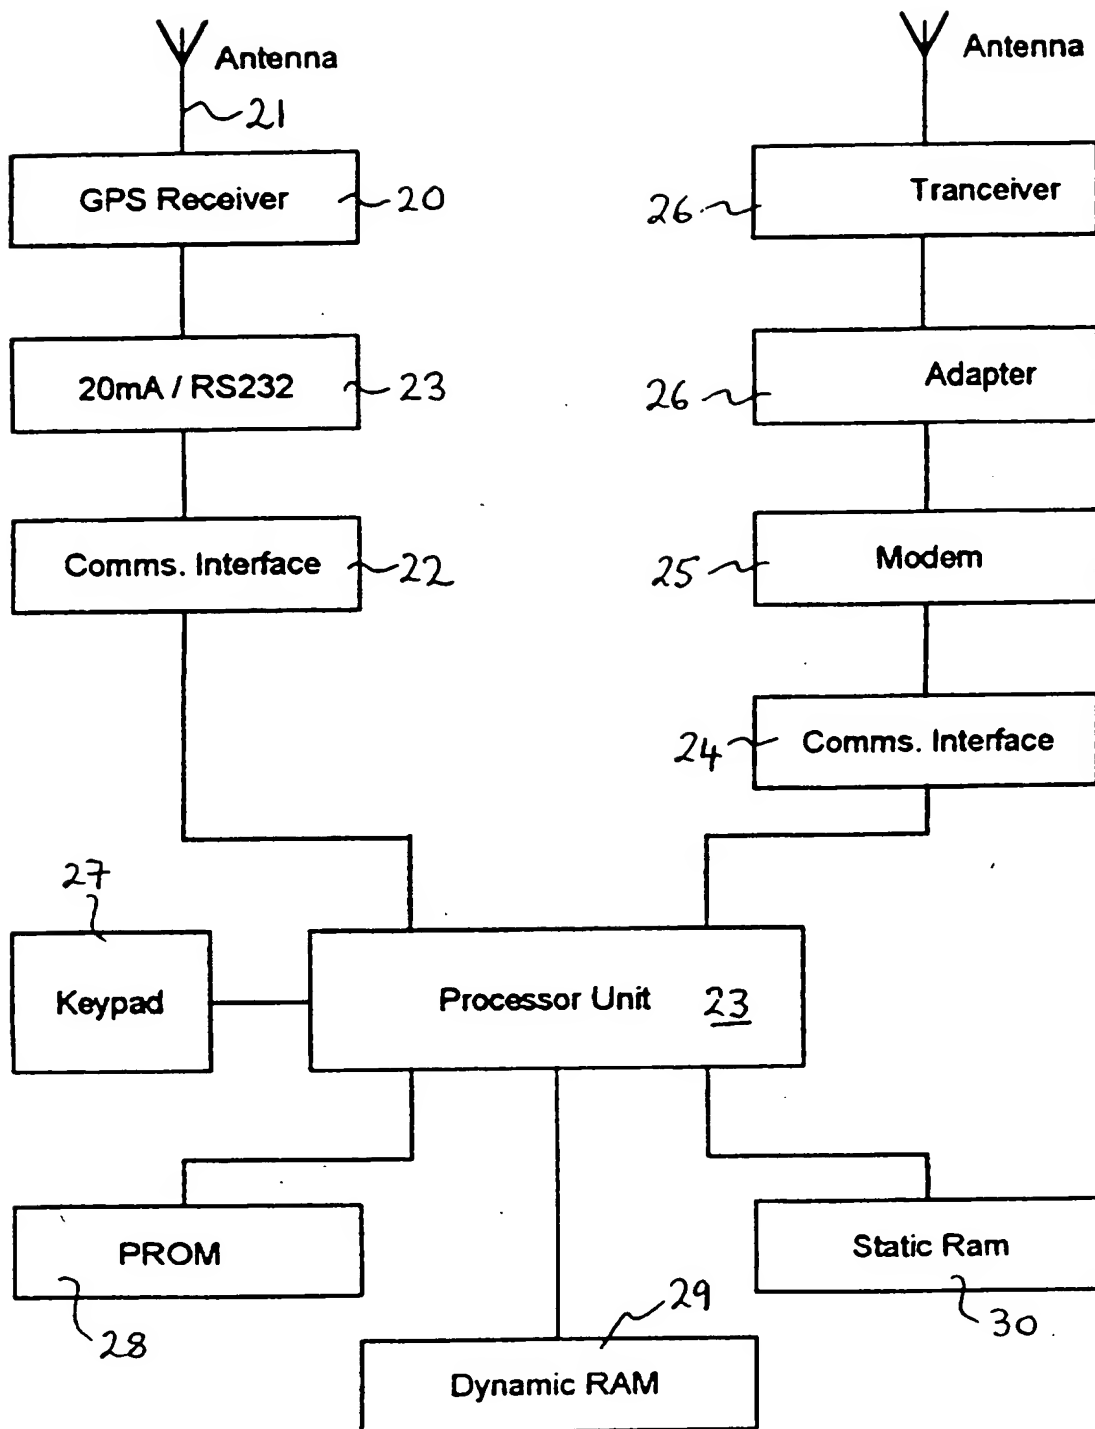 Antenna
21
GPS Receiver
20
20mA / RS232
23
Comms. Interface
22
Antenna
Tranceiver
26
Adapter
26
Modem
25
Comms. Interface
24
27
Keypad
Processor Unit 23
PROM
28
29
Dynamic RAM
Static Ram
30